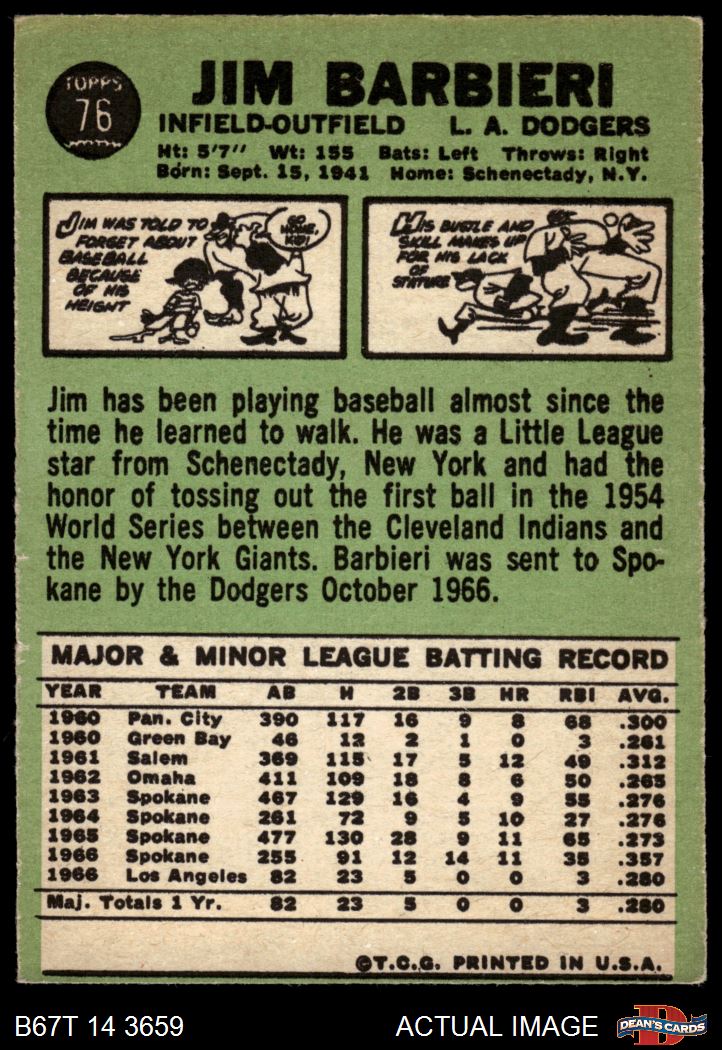 TOPPS
76
JIM BARBIERI
INFIELD-OUTFIELD L. A. DODGERS
Ht: 5'7" Wt: 155 Bats: Left Throws: Right
Born: Sept. 15, 1941 Home: Schenectady, N.Y.
JIM WAS TOLD TO
FORGET ABOUT
BASEBALL
BECAUSE
OF HIS
HEIGHT
GO
HOME,
KID!
HIS BUSTLE AND
SKILL MAKES UP
FOR HIS LACK
OF
STATURE
Jim has been playing baseball almost since the
time he learned to walk. He was a Little League
star from Schenectady, New York and had the
honor of tossing out the first ball in the 1954
World Series between the Cleveland Indians and
the New York Giants. Barbieri was sent to Spo-
kane by the Dodgers October 1966.
MAJOR & MINOR LEAGUE BATTING RECORD
YEAR TEAM AB H 2B 3B HR RBI AVG.
1960 Pan. City 390 117 16 9 8 68 .300
1960 Green Bay 46 12 2 1 0 3 .261
1961 Salem 369 115 17 5 12 49 .312
1962 Omaha 411 109 18 8 6 50 .265
1963 Spokane 467 129 16 4 9 55 .276
1964 Spokane 261 72 9 5 10 27 .276
1965 Spokane 477 130 28 9 11 65 .273
1966 Spokane 255 91 12 14 11 35 .357
1966 Los Angeles 82 23 5 0 0 3 .280
Maj. Totals 1 Yr. 82 23 5 0 0 3 .280
©T.C.G. PRINTED IN U.S.A.
B67T 14 3659 ACTUAL IMAGE
DEAN'S CARDS